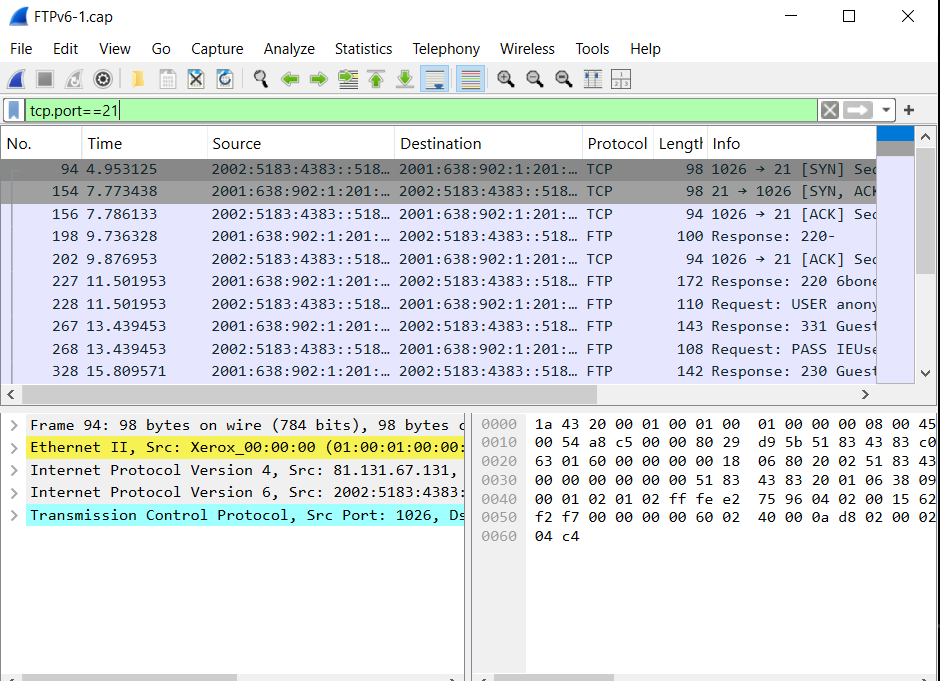 FTPv6-1.cap
File Edit View Go Capture Analyze Statistics Telephony Wireless Tools Help
tcp.port==21
No. Time Source Destination Protocol Length Info
94 4.953125 2002:5183:4383::518… 2001:638:902:1:201:… TCP 98 1026 → 21 [SYN] Sec
154 7.773438 2002:5183:4383::518… 2001:638:902:1:201:… TCP 98 21 → 1026 [SYN, ACK
156 7.786133 2002:5183:4383::518… 2001:638:902:1:201:… TCP 94 1026 → 21 [ACK] Sec
198 9.736328 2001:638:902:1:201:… 2002:5183:4383::518… FTP 100 Response: 220-
202 9.876953 2002:5183:4383::518… 2001:638:902:1:201:… TCP 94 1026 → 21 [ACK] Sec
227 11.501953 2001:638:902:1:201:… 2002:5183:4383::518… FTP 172 Response: 220 6bone
228 11.501953 2002:5183:4383::518… 2001:638:902:1:201:… FTP 110 Request: USER anony
267 13.439453 2001:638:902:1:201:… 2002:5183:4383::518… FTP 143 Response: 331 Guest
268 13.439453 2002:5183:4383::518… 2001:638:902:1:201:… FTP 108 Request: PASS IEUse
328 15.809571 2001:638:902:1:201:… 2002:5183:4383::518… FTP 142 Response: 230 Guest
Frame 94: 98 bytes on wire (784 bits), 98 bytes c
Ethernet II, Src: Xerox_00:00:00 (01:00:01:00:00:
Internet Protocol Version 4, Src: 81.131.67.131,
Internet Protocol Version 6, Src: 2002:5183:4383:
Transmission Control Protocol, Src Port: 1026, Ds
0000 1a 43 20 00 01 00 01 00 01 00 00 00 08 00 45
0010 00 54 a8 c5 00 00 80 29 d9 5b 51 83 43 83 c0
0020 63 01 60 00 00 00 00 18 06 80 20 02 51 83 43
0030 00 00 00 00 00 00 51 83 43 83 20 01 06 38 09
0040 00 01 02 01 02 ff fe e2 75 96 04 02 00 15 62
0050 f2 f7 00 00 00 00 60 02 40 00 0a d8 02 00 02
0060 04 c4